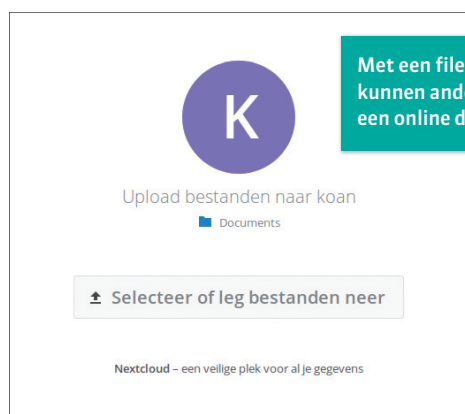 Met een file
kunnen and
een online d
K
Upload bestanden naar koan
Documents
Selecteer of leg bestanden neer
Nextcloud – een veilige plek voor al je gegevens